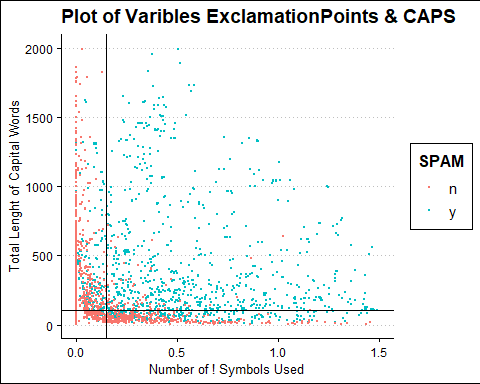 Plot of Varibles ExclamationPoints & CAPS
Total Lenght of Capital Words
2000
1500
1000
500
0
0.0
0.5
1.0
1.5
Number of ! Symbols Used
SPAM
n
y